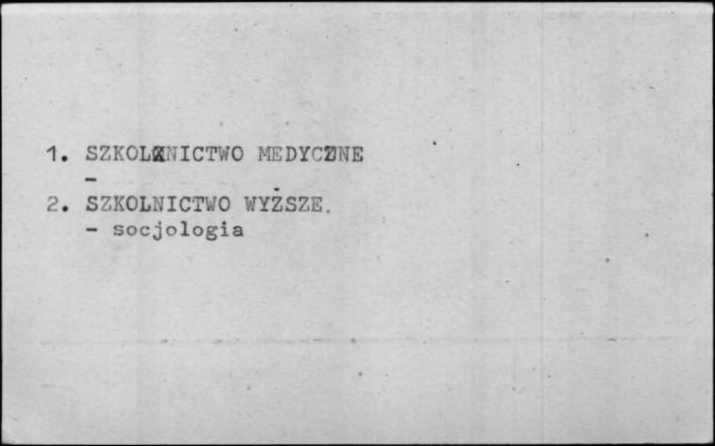 1. SZKOLNICTWO MEDYCZNE
-
2. SZKOLNICTWO WYŻSZE.
- socjologia